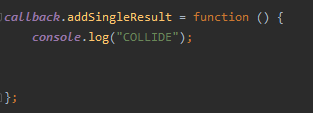 callback.addSingleResult = function () {
    console.log("COLLIDE");
};